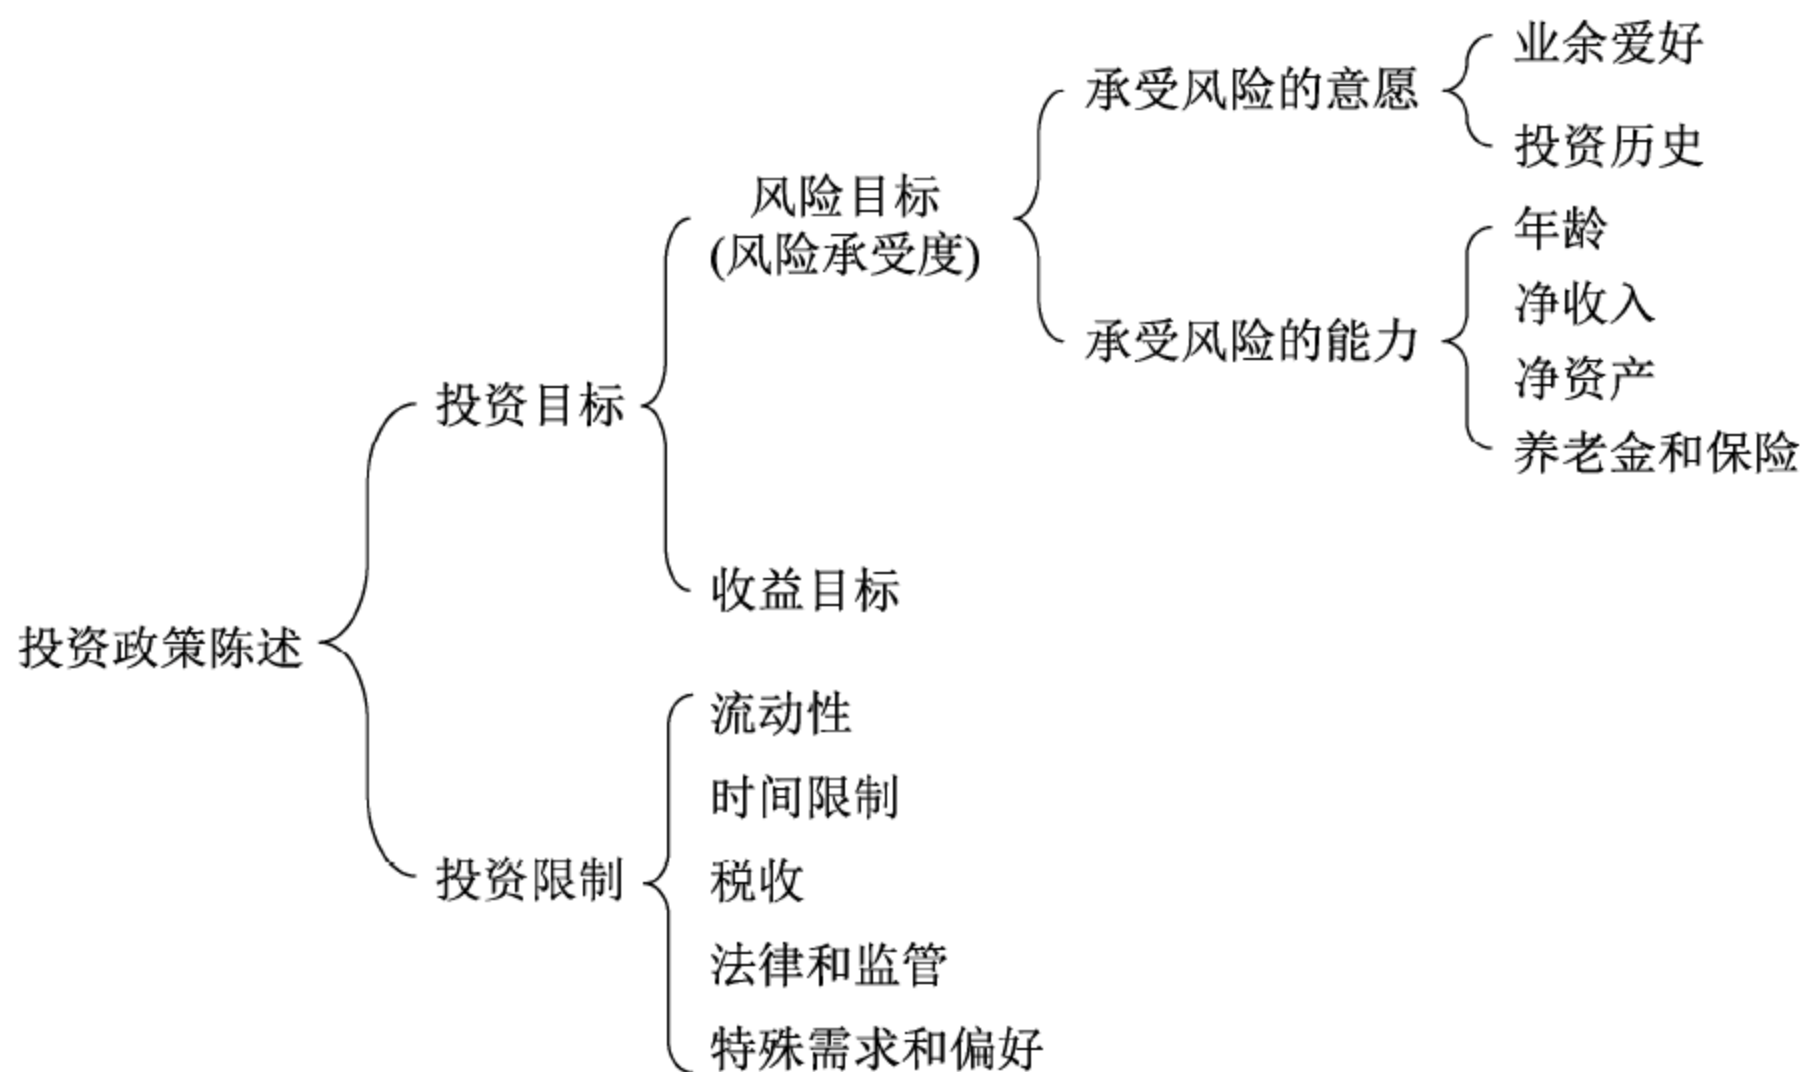 业余爱好
承受风险的意愿
投资历史
风险目标
(风险承受度)
年龄
净收入
承受风险的能力
净资产
养老金和保险
投资目标
收益目标
投资政策陈述
流动性
时间限制
投资限制
税收
法律和监管
特殊需求和偏好